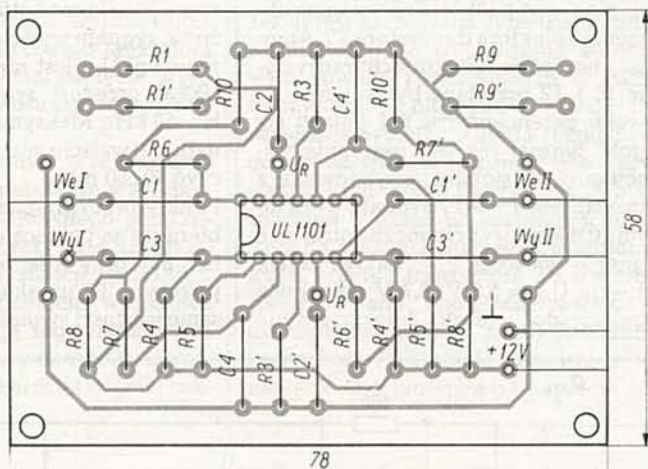 R1
R1'
R10
C2
R3
C4'
R10'
R9
R9'
R6
R7'
U_R
WeI
C1
C1'
WeII
UL1101
WyI
C3
C3'
WyII
58
R8
R7
R4
R5
C4
R3'
C2'
U_R'
R6'
R4'
R5'
R8'
+12V
78